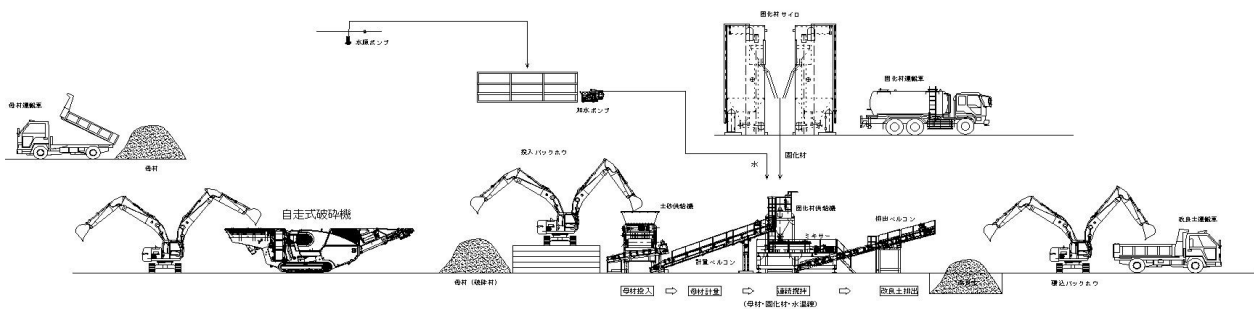 水源ポンプ
固化材サイロ
固化材運搬車
母材運搬車
加水ポンプ
母材
投入バックホウ
水
固化材
自走式破砕機
土砂供給機
固化材供給機
排出ベルコン
改良土運搬車
ミキサー
計量ベルコン
母材（破砕材）
改良土
積込バックホウ
母材投入 ⇨ 母材計量 ⇨ 連続撹拌 ⇨ 改良土排出
(母材・固化材・水混練)